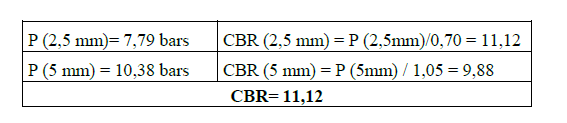 P (2,5 mm)= 7,79 bars CBR (2,5 mm) = P (2,5mm)/0,70 = 11,12
P (5 mm) = 10,38 bars CBR (5 mm) = P (5mm) / 1,05 = 9,88
CBR= 11,12